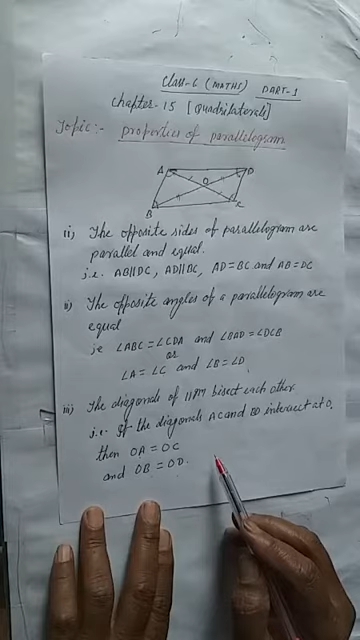 Class-6 (MATHS) PART-1
Chapter-15 [Quadrilaterals]
Topic:- properties of parallelogram
A D
O
B C
ii) The opposite sides of parallelogram are
parallel and equal.
i.e. AB||DC, AD||BC, AD=BC and AB=DC
ii) The opposite angles of a parallelogram are
equal
ie ∠ABC=∠CDA and ∠BAD=∠DCB
or
∠A=∠C and ∠B=∠D.
iii) The diagonals of ||gm bisect each other
i.e.- If the diagonals AC and BD intersect at O,
then OA=OC
and OB=OD.